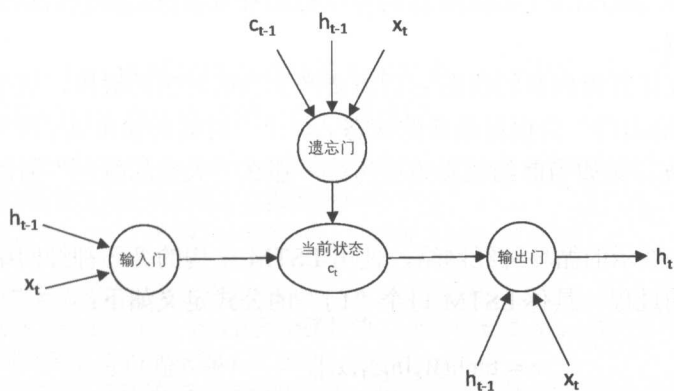 c_{t-1} h_{t-1} x_t
遗忘门
h_{t-1}
x_t
输入门
当前状态
c_t
输出门
h_t
h_{t-1} x_t